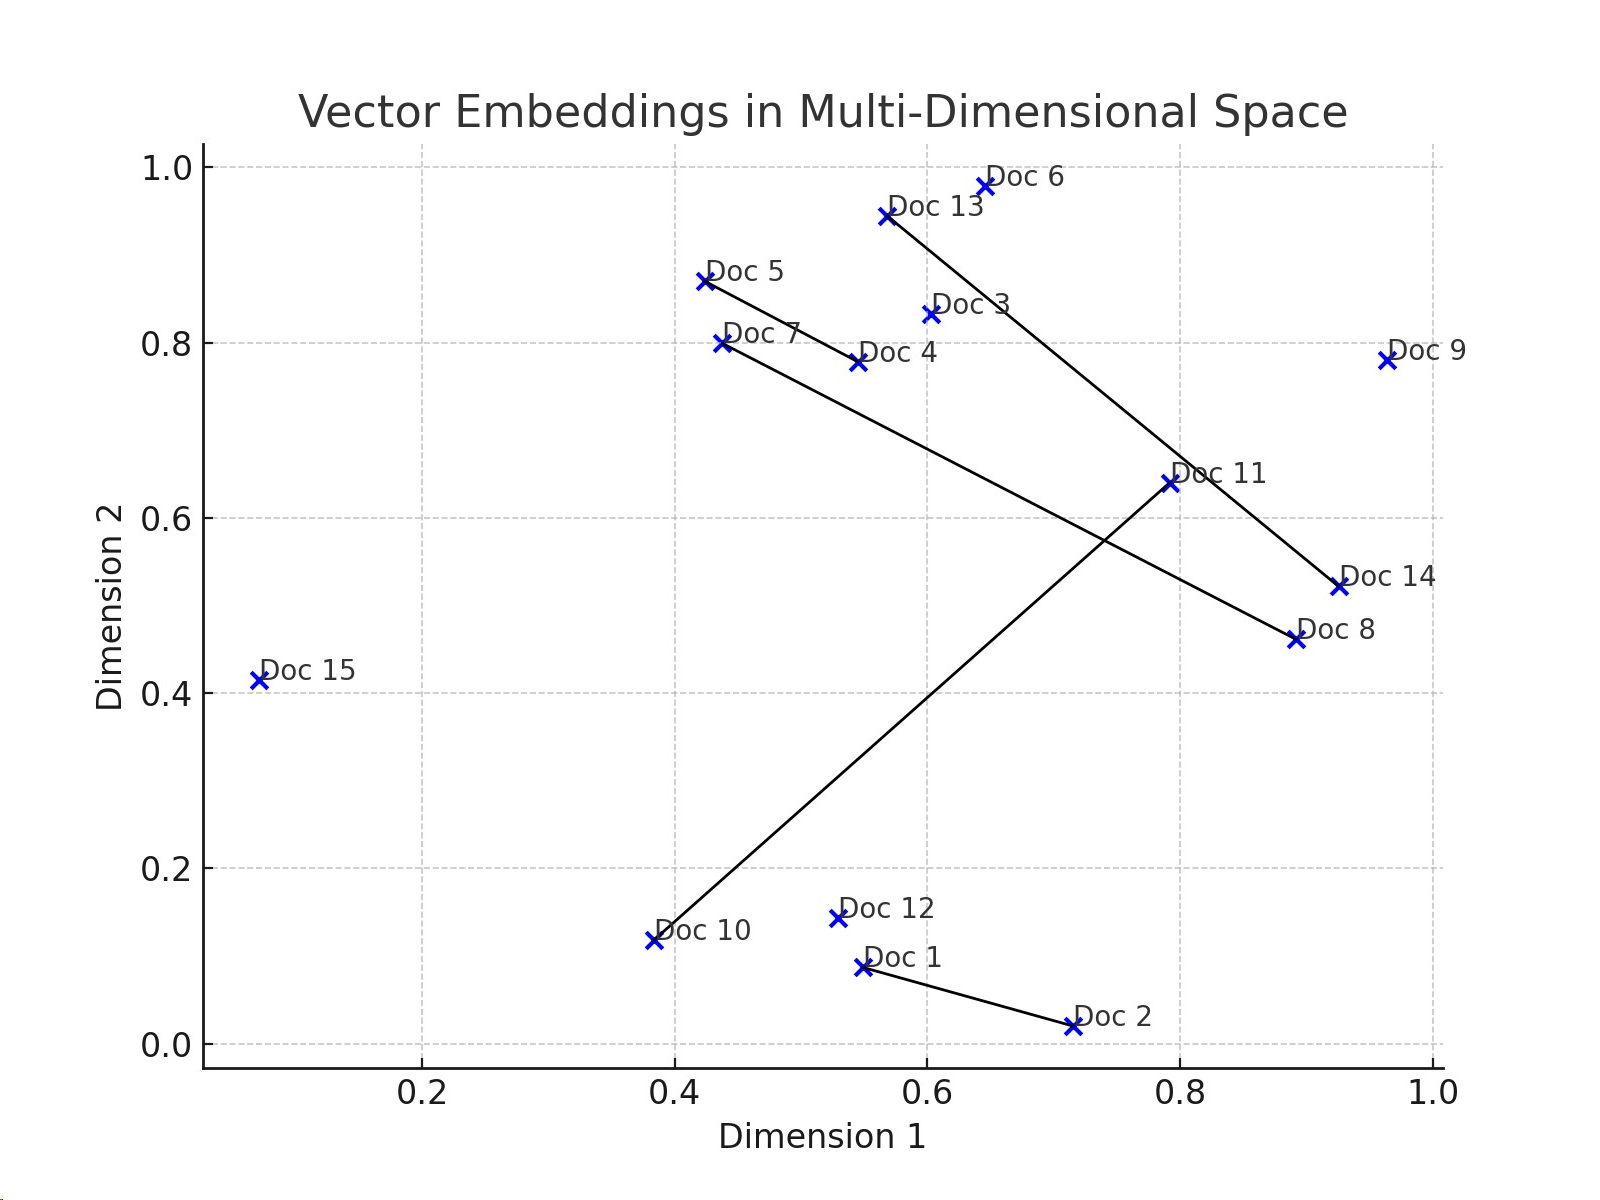 Vector Embeddings in Multi-Dimensional Space
1.0
0.8
0.6
0.4
0.2
0.0
Dimension 2
Doc 6
Doc 13
Doc 5
Doc 3
Doc 7
Doc 4
Doc 9
Doc 11
Doc 14
Doc 8
Doc 15
Doc 12
Doc 10
Doc 1
Doc 2
0.2
0.4
0.6
0.8
1.0
Dimension 1